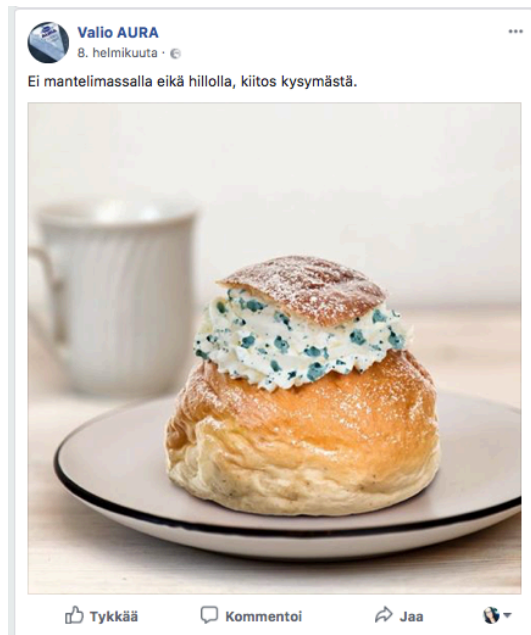 Valio AURA
8. helmikuuta ·
Ei mantelimassalla eikä hillolla, kiitos kysymästä.
Tykkää
Kommentoi
Jaa